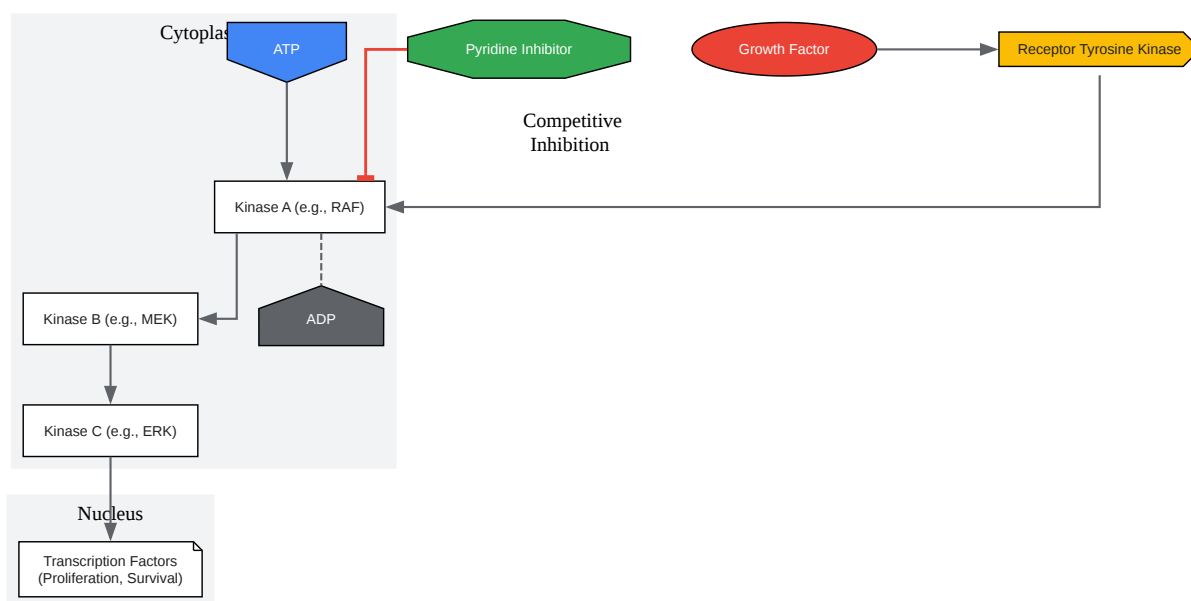 Cytoplas
ATP
Pyridine Inhibitor
Growth Factor
Receptor Tyrosine Kinase
Competitive
Inhibition
Kinase A (e.g., RAF)
Kinase B (e.g., MEK)
ADP
Kinase C (e.g., ERK)
Nucleus
Transcription Factors
(Proliferation, Survival)